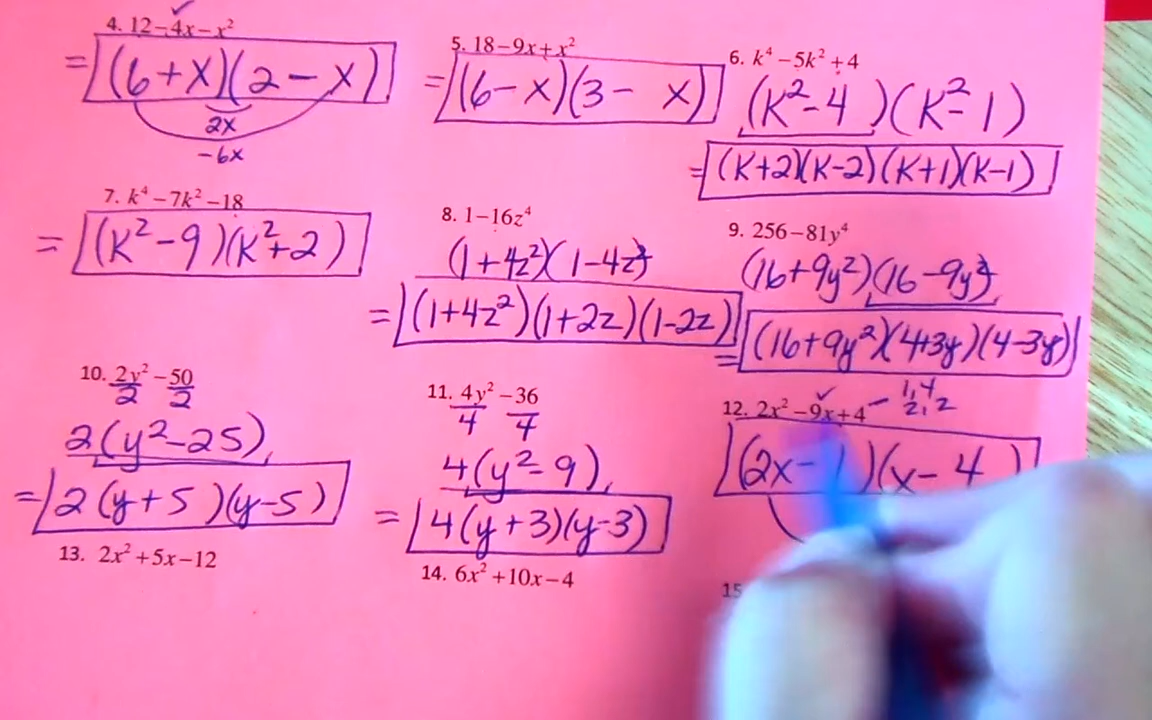 4. 12-4x-x²
= (6+x)(2-x)
2x
-6x
5. 18-9x+x²
= (6-x)(3-x)
6. k⁴-5k²+4
(k²-4)(k²-1)
= (k+2)(k-2)(k+1)(k-1)
7. k⁴-7k²-18
= (k²-9)(k²+2)
8. 1-16z⁴
(1+4z²)(1-4z²)
= (1+4z²)(1+2z)(1-2z)
9. 256-81y⁴
(16+9y²)(16-9y²)
= (16+9y²)(4+3y)(4-3y)
10. 2y²-50
2 2
2(y²-25)
= 2(y+5)(y-5)
11. 4y²-36
4 4
4(y²-9)
= 4(y+3)(y-3)
12. 2x²-9x+4 - 1,4
2,2
(2x-1)(x-4)
13. 2x²+5x-12
14. 6x²+10x-4
15